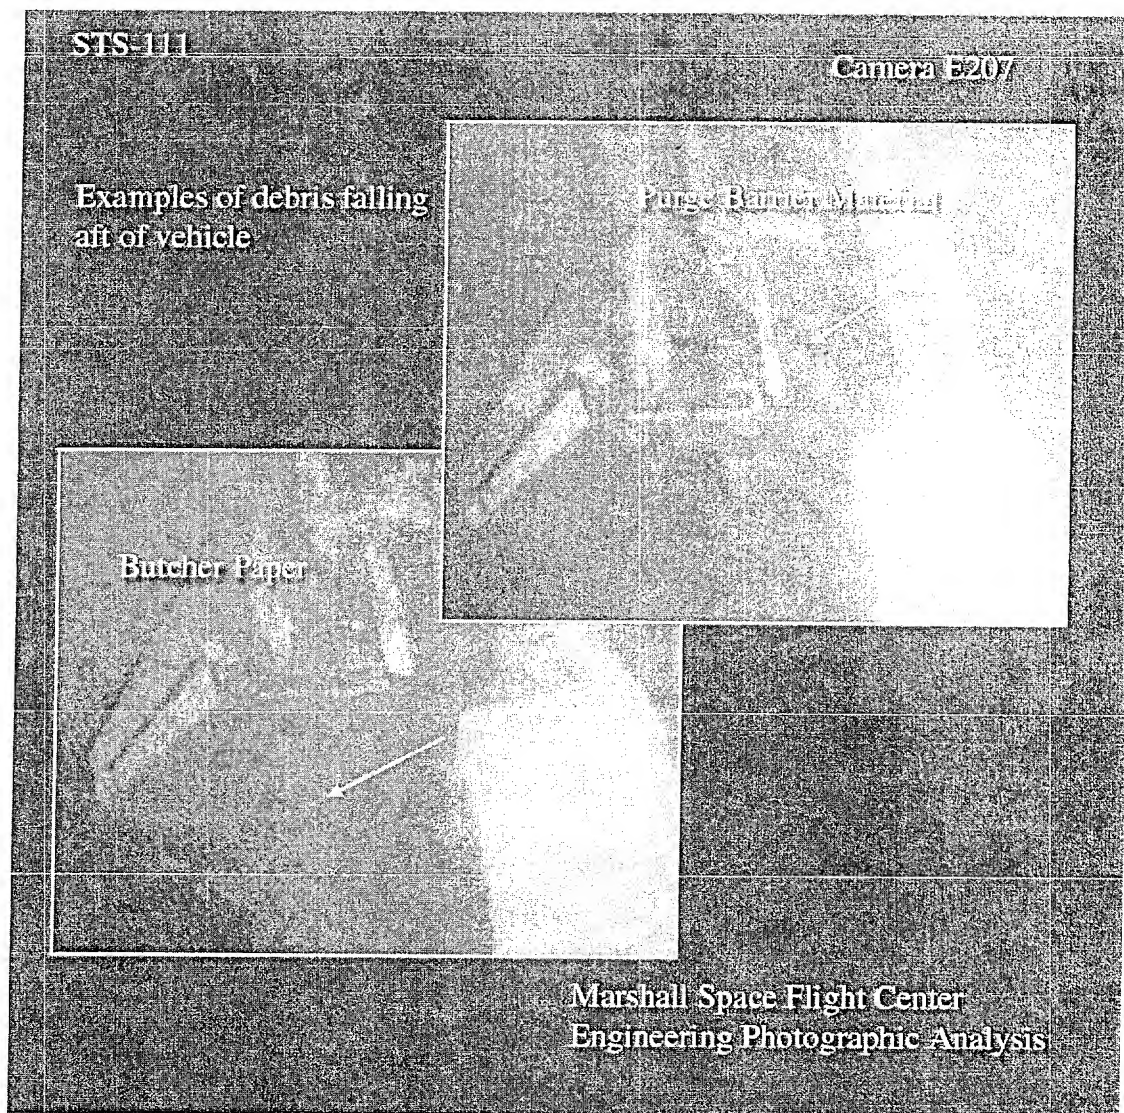 STS-111
Camera E207
Examples of debris falling
aft of vehicle
Purge Barrier Material
Butcher Paper
Marshall Space Flight Center
Engineering Photographic Analysis